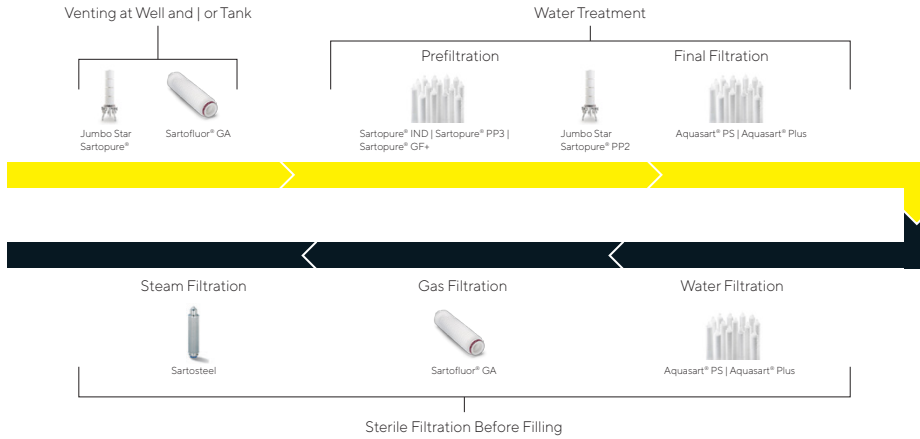 Venting at Well and | or Tank
Water Treatment
Prefiltration
Final Filtration
Jumbo Star
Sartopure®
Sartofluor® GA
Sartopure® IND | Sartopure® PP3 |
Sartopure® GF+
Jumbo Star
Sartopure® PP2
Aquasart® PS | Aquasart® Plus
Steam Filtration
Gas Filtration
Water Filtration
Sartosteel
Sartofluor® GA
Aquasart® PS | Aquasart® Plus
Sterile Filtration Before Filling